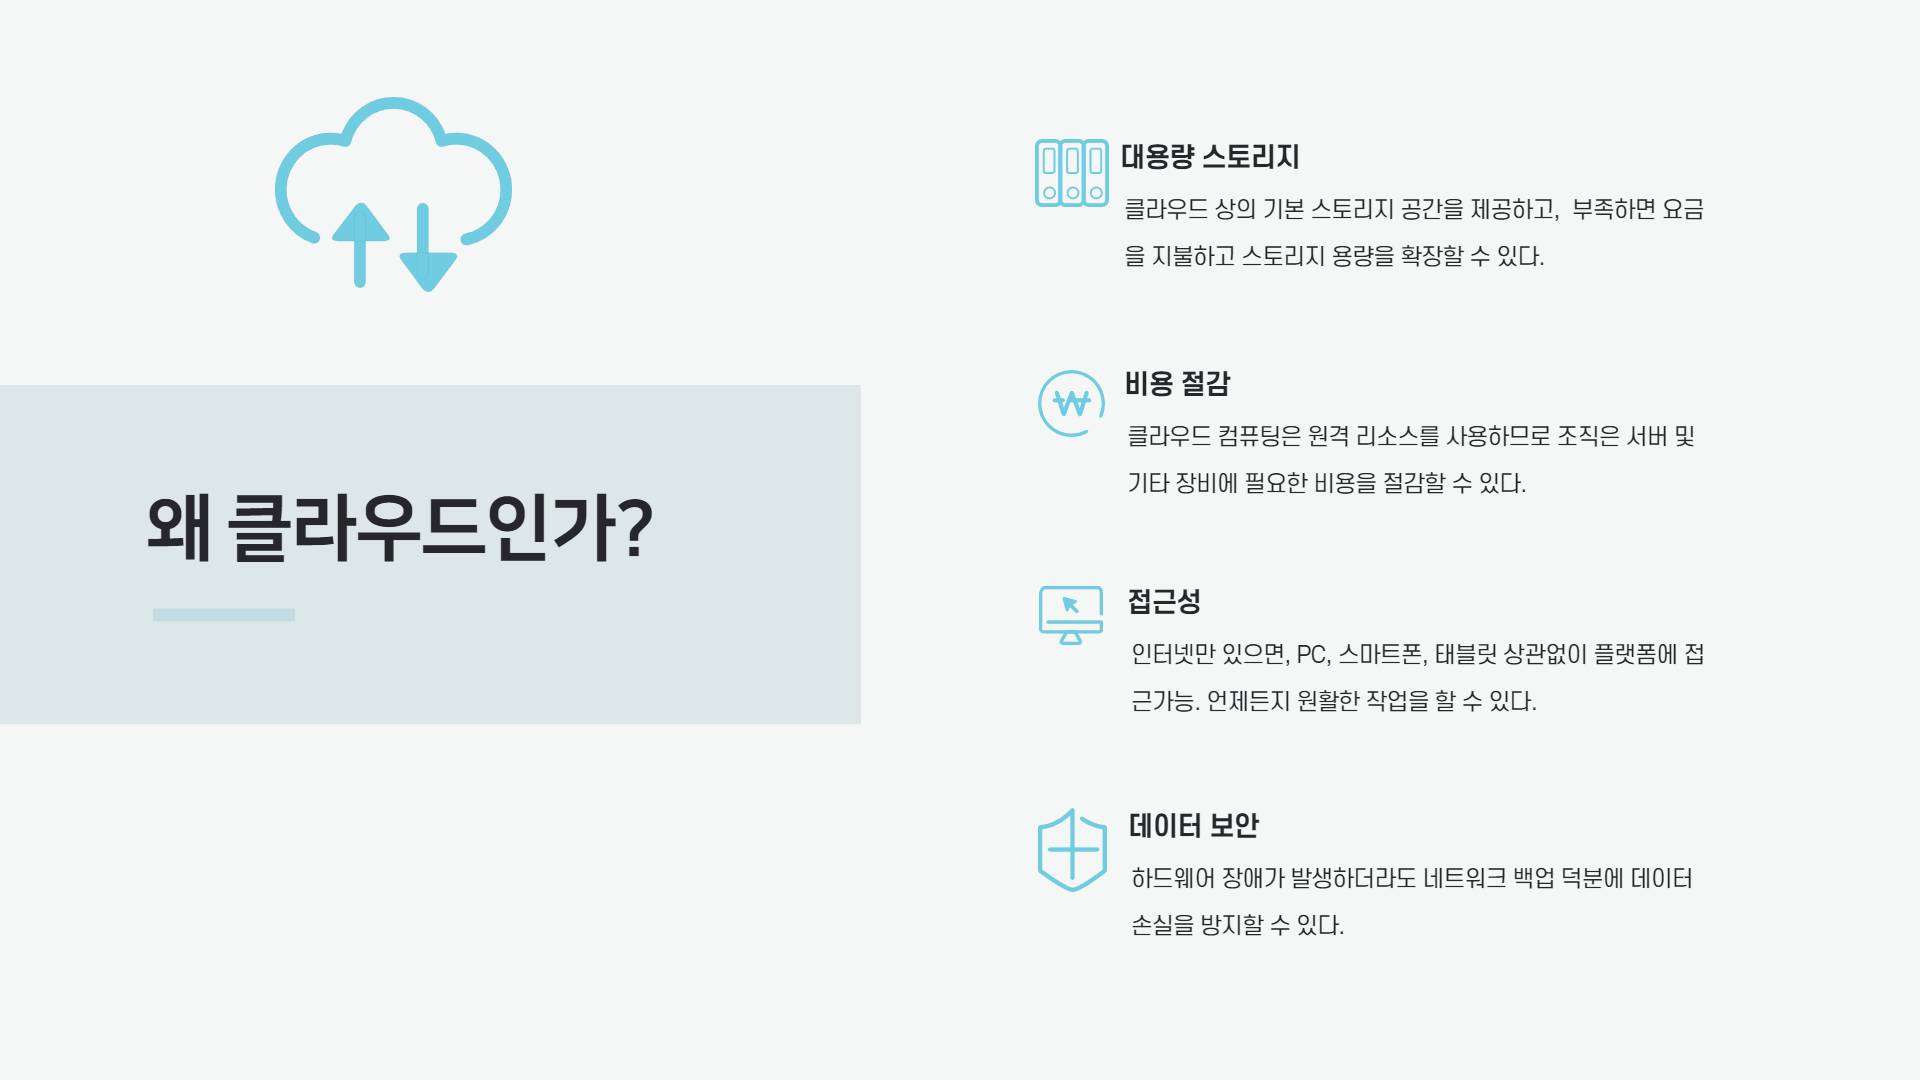 왜 클라우드인가?
대용량 스토리지
클라우드 상의 기본 스토리지 공간을 제공하고,  부족하면 요금
을 지불하고 스토리지 용량을 확장할 수 있다.
비용 절감
클라우드 컴퓨팅은 원격 리소스를 사용하므로 조직은 서버 및
기타 장비에 필요한 비용을 절감할 수 있다.
접근성
인터넷만 있으면, PC, 스마트폰, 태블릿 상관없이 플랫폼에 접
근가능. 언제든지 원활한 작업을 할 수 있다.
데이터 보안
하드웨어 장애가 발생하더라도 네트워크 백업 덕분에 데이터
손실을 방지할 수 있다.